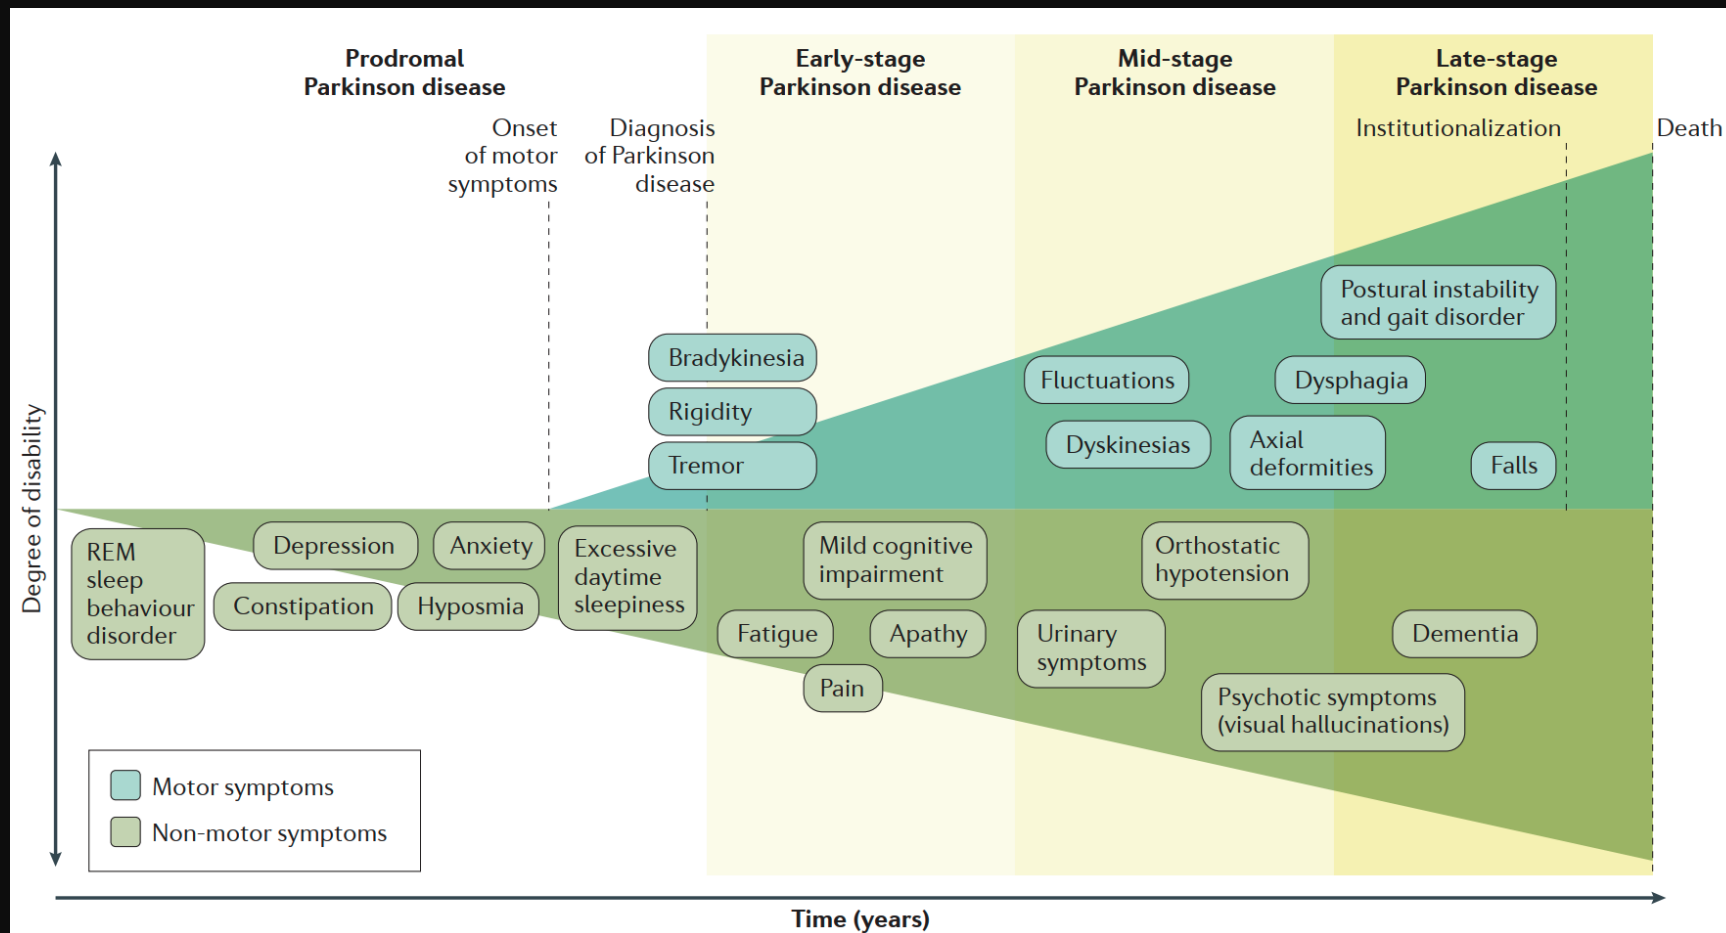 Prodromal
Parkinson disease
Early-stage
Parkinson disease
Mid-stage
Parkinson disease
Late-stage
Parkinson disease
Onset
of motor
symptoms
Diagnosis
of Parkinson
disease
Institutionalization
Death
Degree of disability
Bradykinesia
Rigidity
Tremor
Fluctuations
Dyskinesias
Postural instability
and gait disorder
Dysphagia
Axial
deformities
Falls
REM
sleep
behaviour
disorder
Depression
Anxiety
Constipation
Hyposmia
Excessive
daytime
sleepiness
Mild cognitive
impairment
Fatigue
Apathy
Pain
Orthostatic
hypotension
Urinary
symptoms
Dementia
Psychotic symptoms
(visual hallucinations)
Motor symptoms
Non-motor symptoms
Time (years)